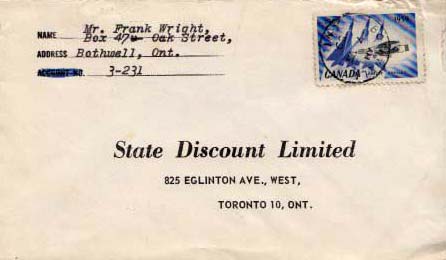 Mr. Frank Wright,
NAME Box 47 Oak Street,
ADDRESS Bothwell, Ont.
ACCOUNT NO. 3-231
1959
CANADA
State Discount Limited
825 EGLINTON AVE., WEST,
TORONTO 10, ONT.